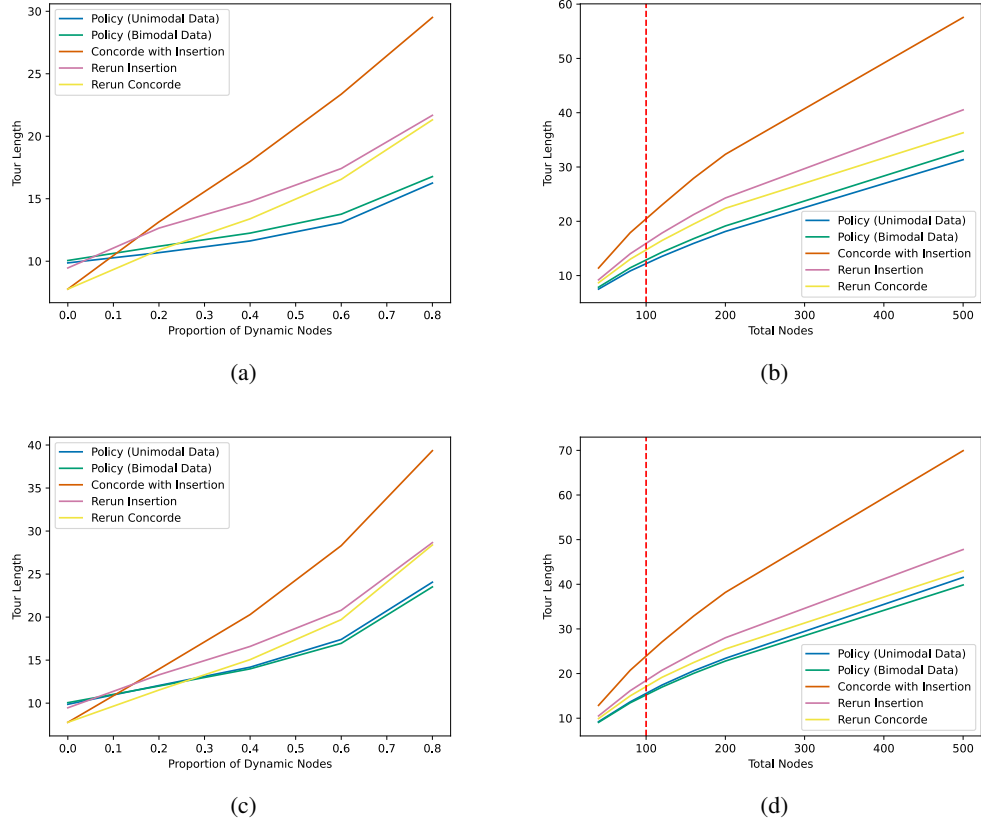 30
25
20
15
10
Tour Length
Policy (Unimodal Data)
Policy (Bimodal Data)
Concorde with Insertion
Rerun Insertion
Rerun Concorde
0.0 0.1 0.2 0.3 0.4 0.5 0.6 0.7 0.8
Proportion of Dynamic Nodes
(a)
60
50
40
30
20
10
Tour Length
Policy (Unimodal Data)
Policy (Bimodal Data)
Concorde with Insertion
Rerun Insertion
Rerun Concorde
100 200 300 400 500
Total Nodes
(b)
40
35
30
25
20
15
10
Tour Length
Policy (Unimodal Data)
Policy (Bimodal Data)
Concorde with Insertion
Rerun Insertion
Rerun Concorde
0.0 0.1 0.2 0.3 0.4 0.5 0.6 0.7 0.8
Proportion of Dynamic Nodes
(c)
70
60
50
40
30
20
10
Tour Length
Policy (Unimodal Data)
Policy (Bimodal Data)
Concorde with Insertion
Rerun Insertion
Rerun Concorde
100 200 300 400 500
Total Nodes
(d)